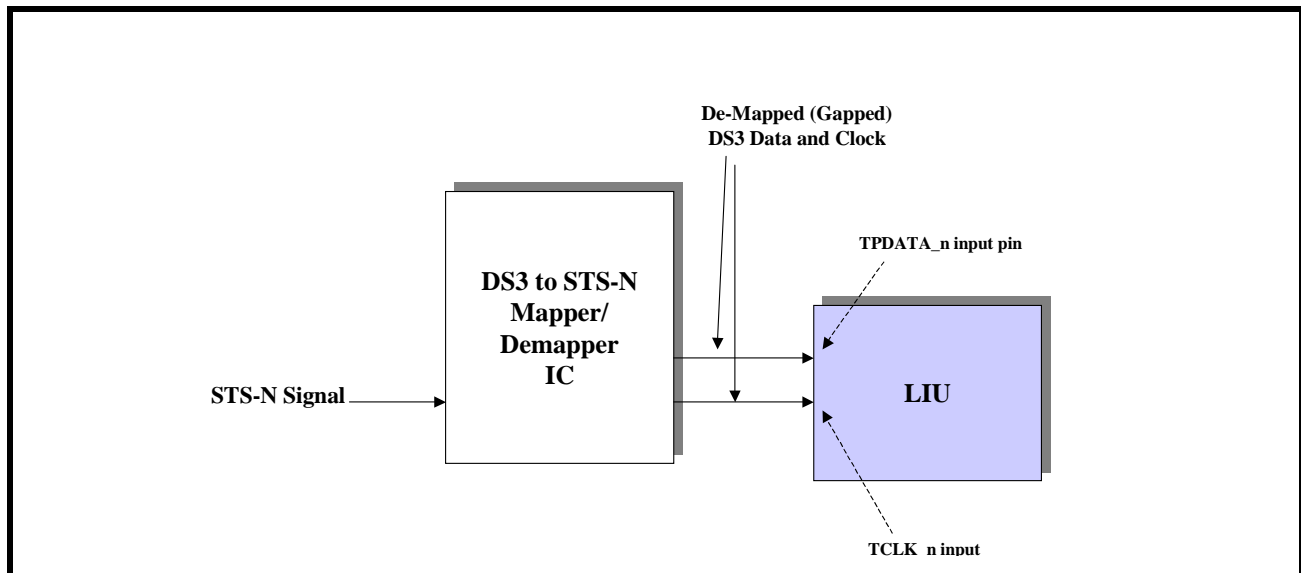 De-Mapped (Gapped)
DS3 Data and Clock
TPDATA_n input pin
DS3 to STS-N
Mapper/
Demapper
IC
STS-N Signal
LIU
TCLK_n input